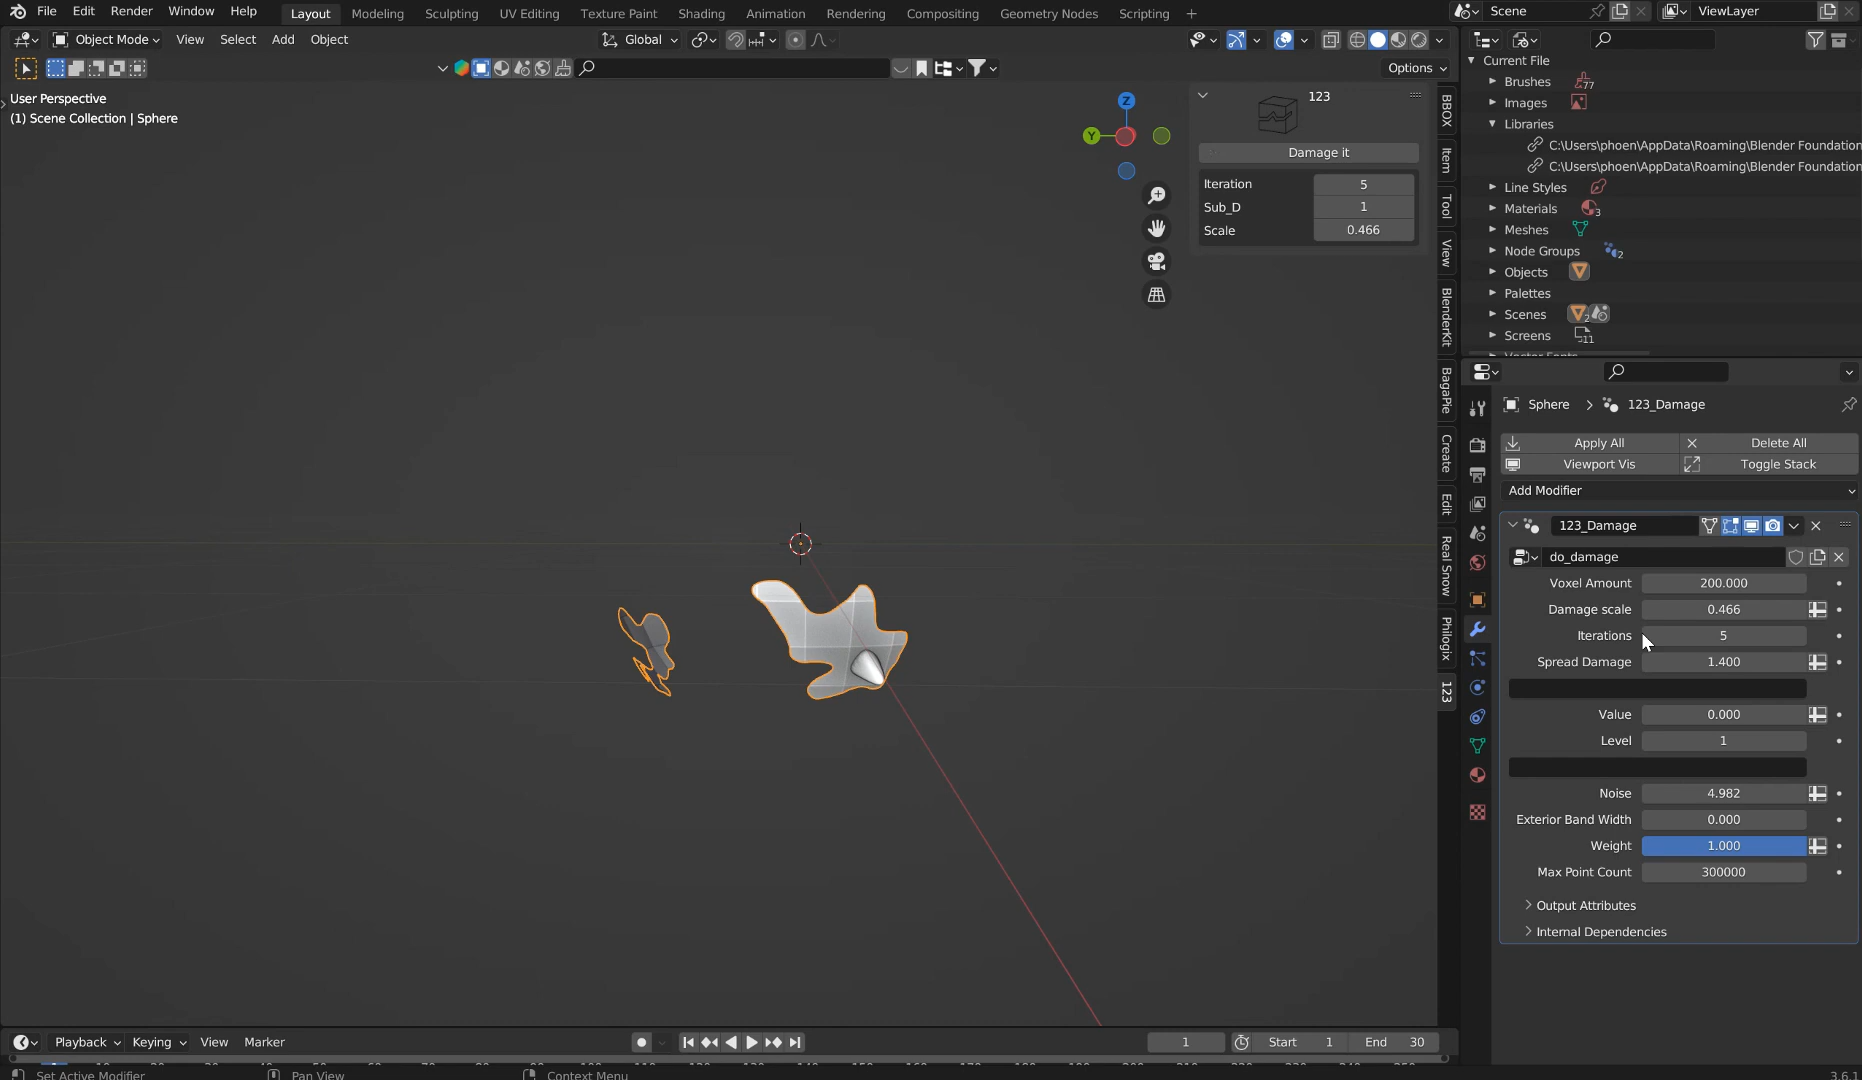 File Edit Render Window Help Layout Modeling Sculpting UV Editing Texture Paint Shading Animation Rendering Compositing Geometry Nodes Scripting + Scene ViewLayer
Object Mode View Select Add Object Global
Options
User Perspective
(1) Scene Collection | Sphere
Z
Y
123
Damage it
Iteration 5
Sub_D 1
Scale 0.466
BBOX
Item
Tool
View
BlenderKit
BagaPie
Create
Edit
Real Snow
Philogix
123
Current File
Brushes 77
Images
Libraries
C:\Users\phoen\AppData\Roaming\Blender Foundation
C:\Users\phoen\AppData\Roaming\Blender Foundation
Line Styles
Materials 3
Meshes
Node Groups 2
Objects
Palettes
Scenes 2
Screens 11
Sphere > 123_Damage
Apply All Delete All
Viewport Vis Toggle Stack
Add Modifier
123_Damage
do_damage
Voxel Amount 200.000
Damage scale 0.466
Iterations 5
Spread Damage 1.400
Value 0.000
Level 1
Noise 4.982
Exterior Band Width 0.000
Weight 1.000
Max Point Count 300000
Output Attributes
Internal Dependencies
Playback Keying View Marker 1 Start 1 End 30
Set Active Modifier Pan View Context Menu 3.6.1